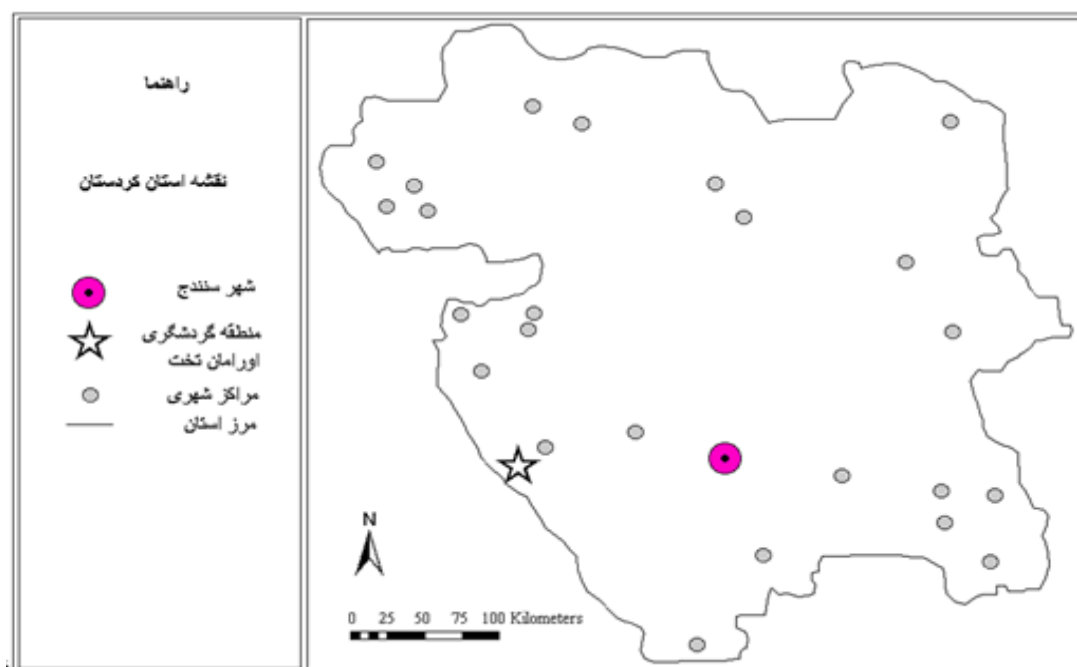 راهنما
نقشه استان کردستان
شهر سنندج
منطقه گردشگری
اورامان تخت
مراکز شهری
مرز استان
N
0 25 50 75 100 Kilometers